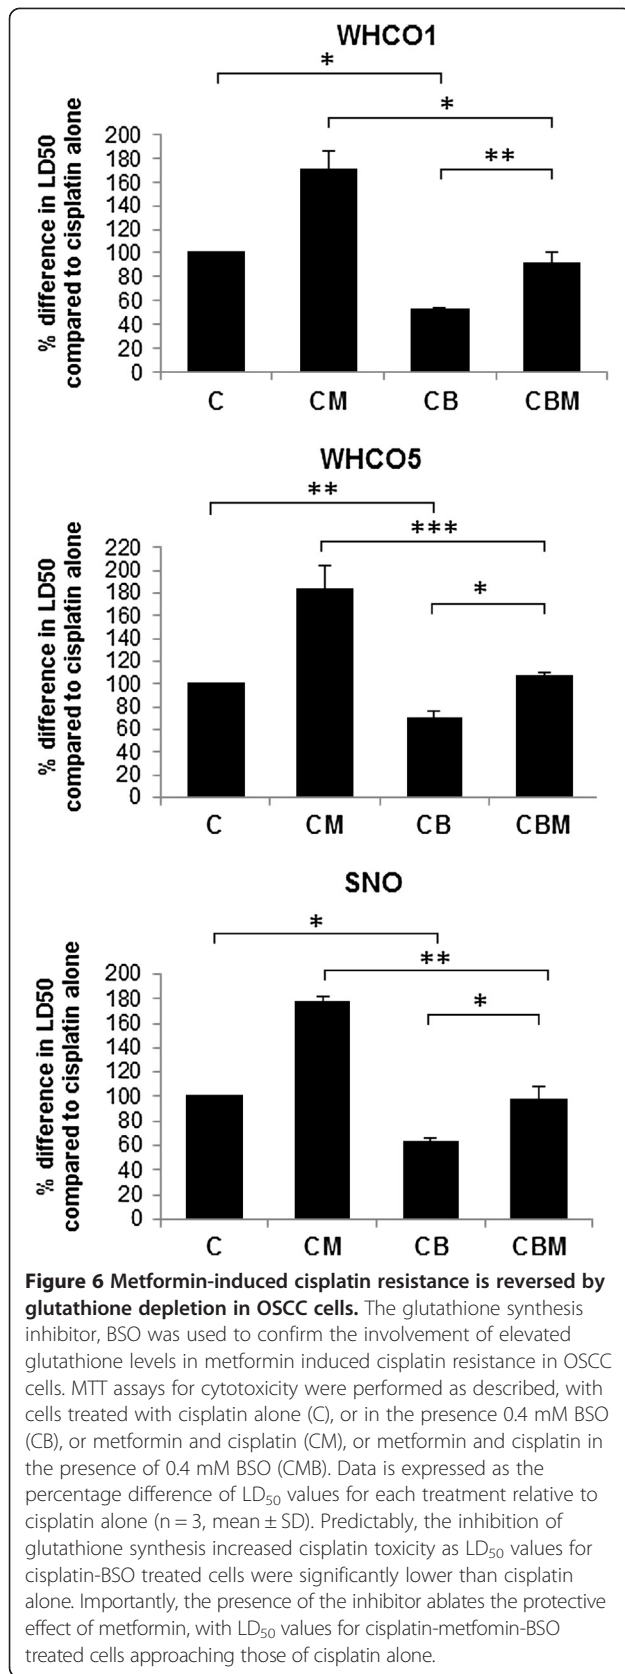 WHCO1
*
*
**
% difference in LD50
compared to cisplatin alone
200
180
160
140
120
100
80
60
40
20
0
C CM CB CBM
WHCO5
**
***
*
% difference in LD50
compared to cisplatin alone
220
200
180
160
140
120
100
80
60
40
20
0
C CM CB CBM
SNO
*
**
*
% difference in LD50
compared to cisplatin alone
200
180
160
140
120
100
80
60
40
20
0
C CM CB CBM
Figure 6 Metformin-induced cisplatin resistance is reversed by
glutathione depletion in OSCC cells. The glutathione synthesis
inhibitor, BSO was used to confirm the involvement of elevated
glutathione levels in metformin induced cisplatin resistance in OSCC
cells. MTT assays for cytotoxicity were performed as described, with
cells treated with cisplatin alone (C), or in the presence 0.4 mM BSO
(CB), or metformin and cisplatin (CM), or metformin and cisplatin in
the presence of 0.4 mM BSO (CMB). Data is expressed as the
percentage difference of LD50 values for each treatment relative to
cisplatin alone (n = 3, mean ± SD). Predictably, the inhibition of
glutathione synthesis increased cisplatin toxicity as LD50 values for
cisplatin-BSO treated cells were significantly lower than cisplatin
alone. Importantly, the presence of the inhibitor ablates the protective
effect of metformin, with LD50 values for cisplatin-metfomin-BSO
treated cells approaching those of cisplatin alone.